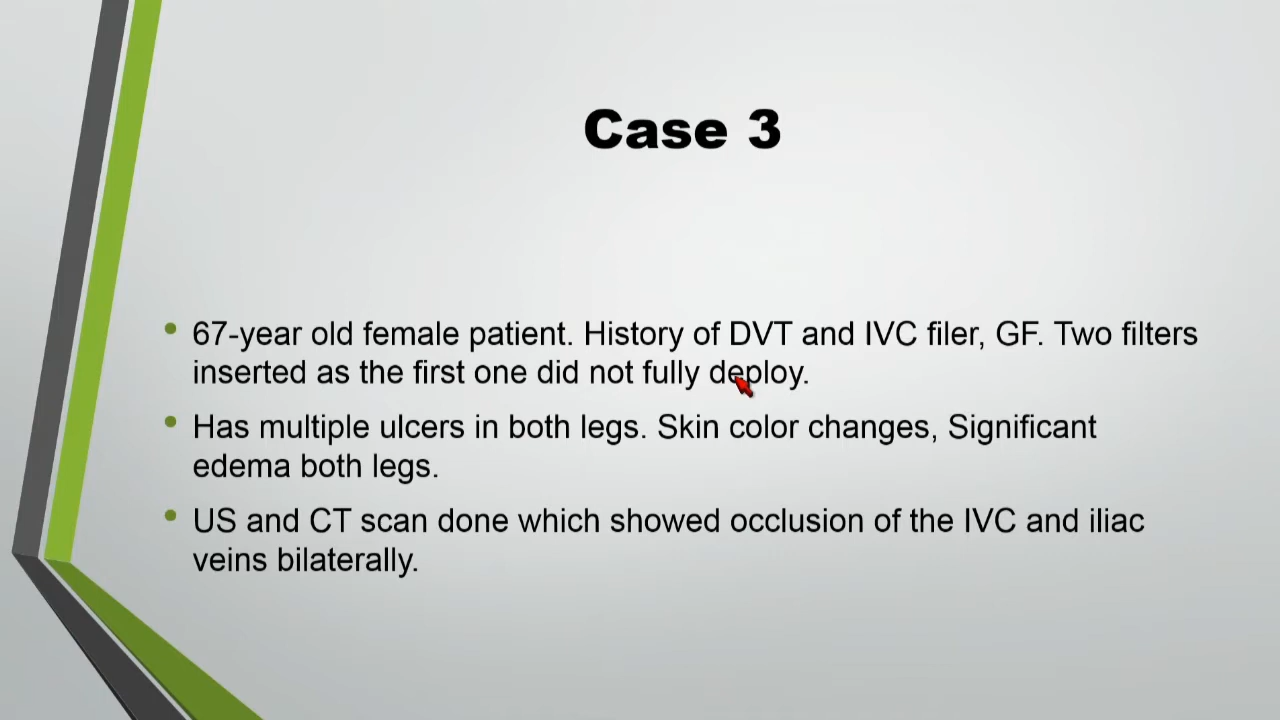 Case 3
• 67-year old female patient. History of DVT and IVC filer, GF. Two filters
inserted as the first one did not fully deploy.
• Has multiple ulcers in both legs. Skin color changes, Significant
edema both legs.
• US and CT scan done which showed occlusion of the IVC and iliac
veins bilaterally.